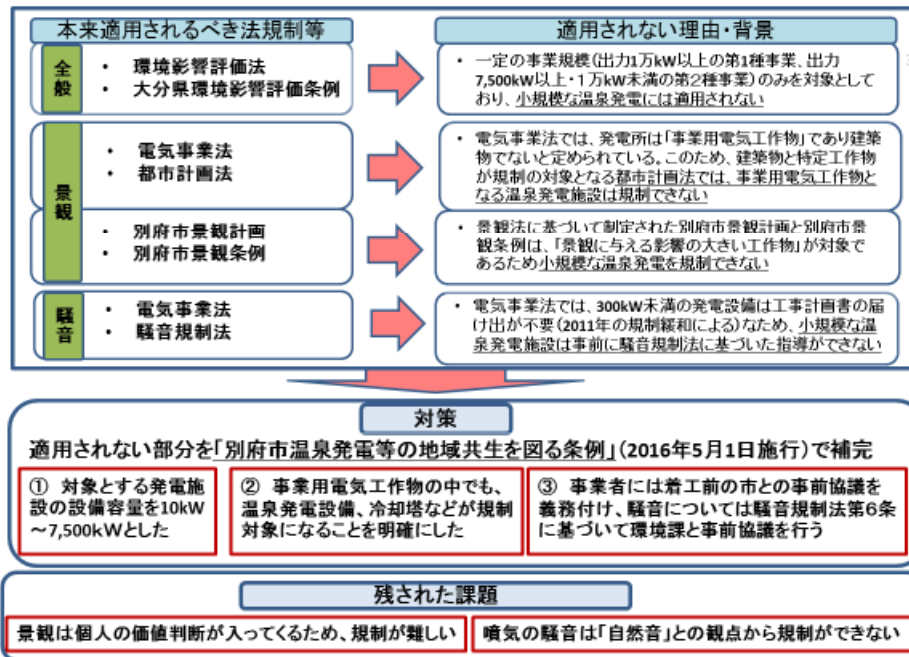 本来適用されるべき法規制等
適用されない理由・背景
全般
・ 環境影響評価法
・ 大分県環境影響評価条例
・ 一定の事業規模(出力1万kW以上の第1種事業、出力
7,500kW以上・1万kW未満の第2種事業)のみを対象として
おり、小規模な温泉発電には適用されない
景観
・ 電気事業法
・ 都市計画法
・ 電気事業法では、発電所は「事業用電気工作物」であり建築
物でないと定められている。このため、建築物と特定工作物
が規制の対象となる都市計画法では、事業用電気工作物と
なる温泉発電施設は規制できない
・ 別府市景観計画
・ 別府市景観条例
・ 景観法に基づいて制定された別府市景観計画と別府市景
観条例は、「景観に与える影響の大きい工作物」が対象で
あるため小規模な温泉発電を規制できない
騒音
・ 電気事業法
・ 騒音規制法
・ 電気事業法では、300kW未満の発電設備は工事計画書の届
け出が不要(2011年の規制緩和による)なため、小規模な温
泉発電施設は事前に騒音規制法に基づいた指導ができない
対策
適用されない部分を「別府市温泉発電等の地域共生を図る条例」(2016年5月1日施行)で補完
① 対象とする発電施
設の設備容量を10kW
～7,500kWとした
② 事業用電気工作物の中でも、
温泉発電設備、冷却塔などが規制
対象になることを明確にした
③ 事業者には着工前の市との事前協議を
義務付け、騒音については騒音規制法第6条
に基づいて環境課と事前協議を行う
残された課題
景観は個人の価値判断が入ってくるため、規制が難しい
噴気の騒音は「自然音」との観点から規制ができない